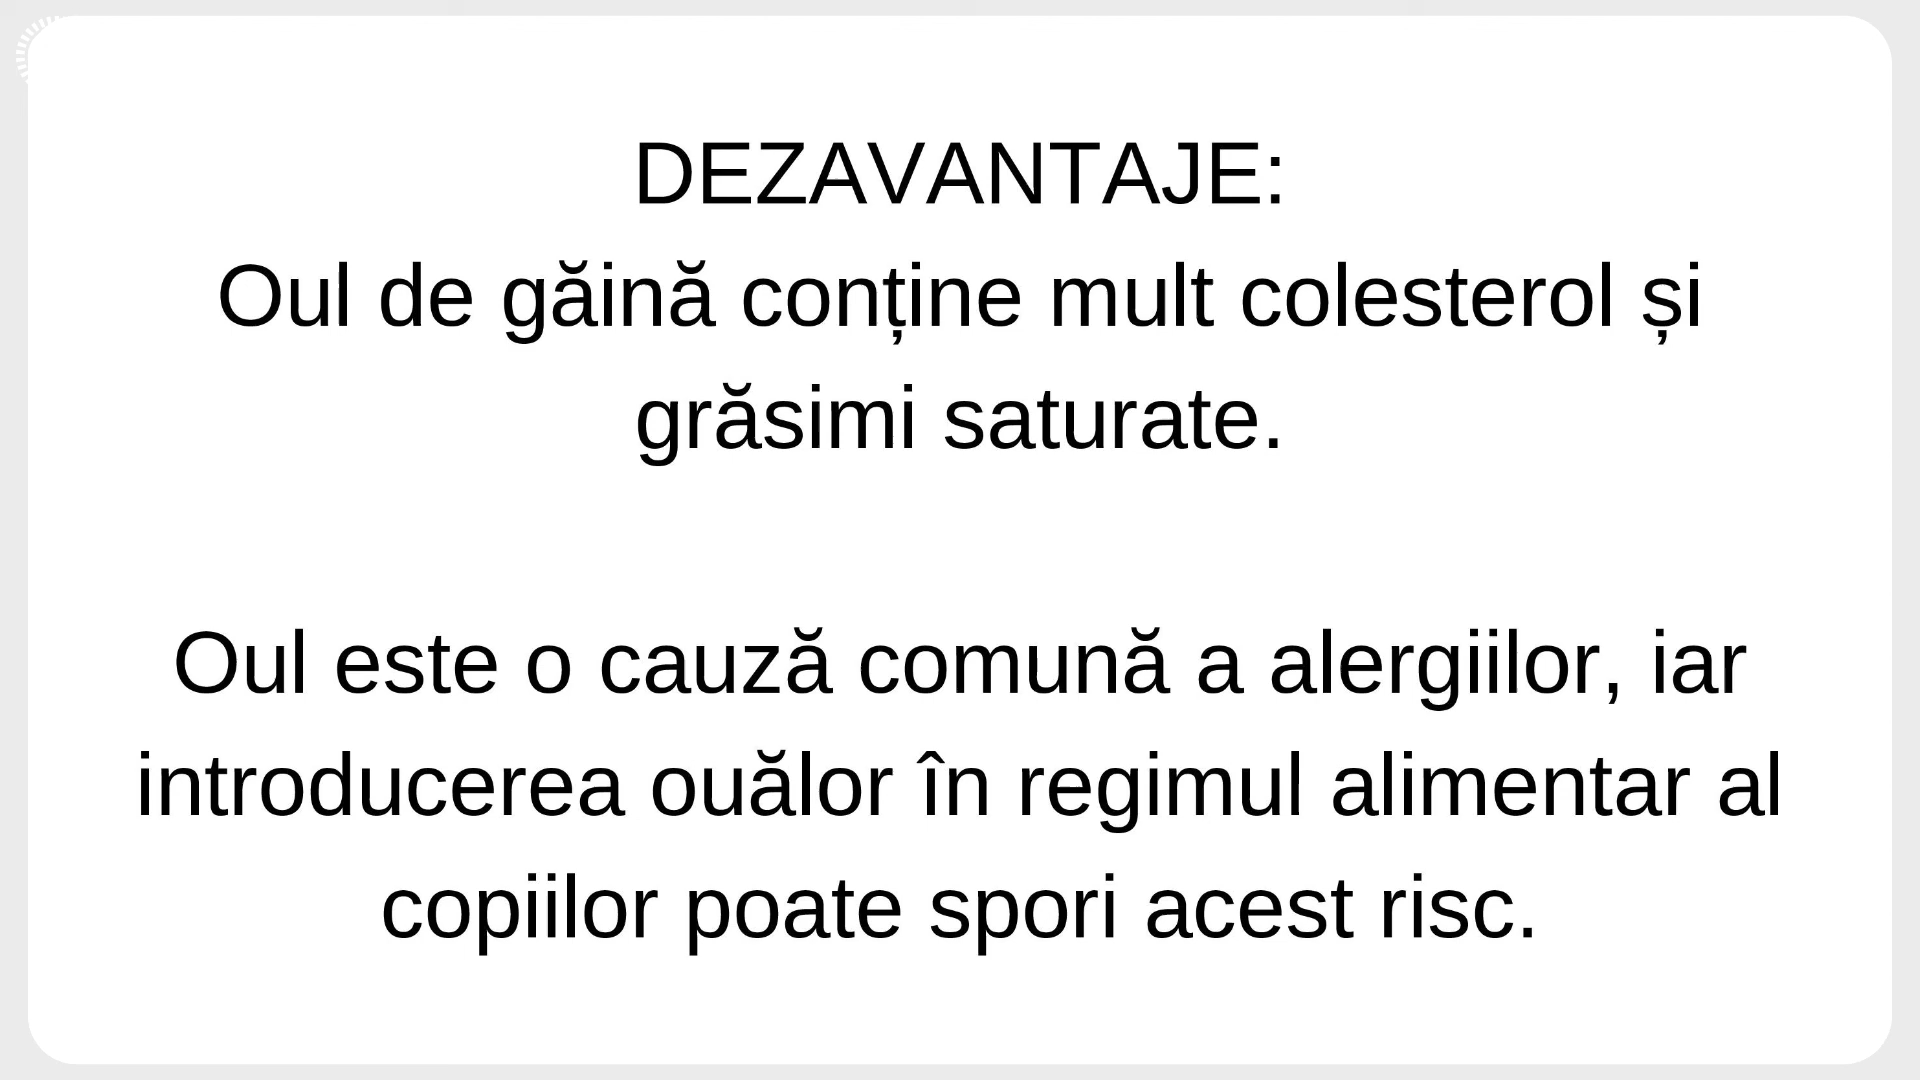 DEZAVANTAJE:
Oul de găină conține mult colesterol și
grăsimi saturate.
Oul este o cauză comună a alergiilor, iar
introducerea ouălor în regimul alimentar al
copiilor poate spori acest risc.